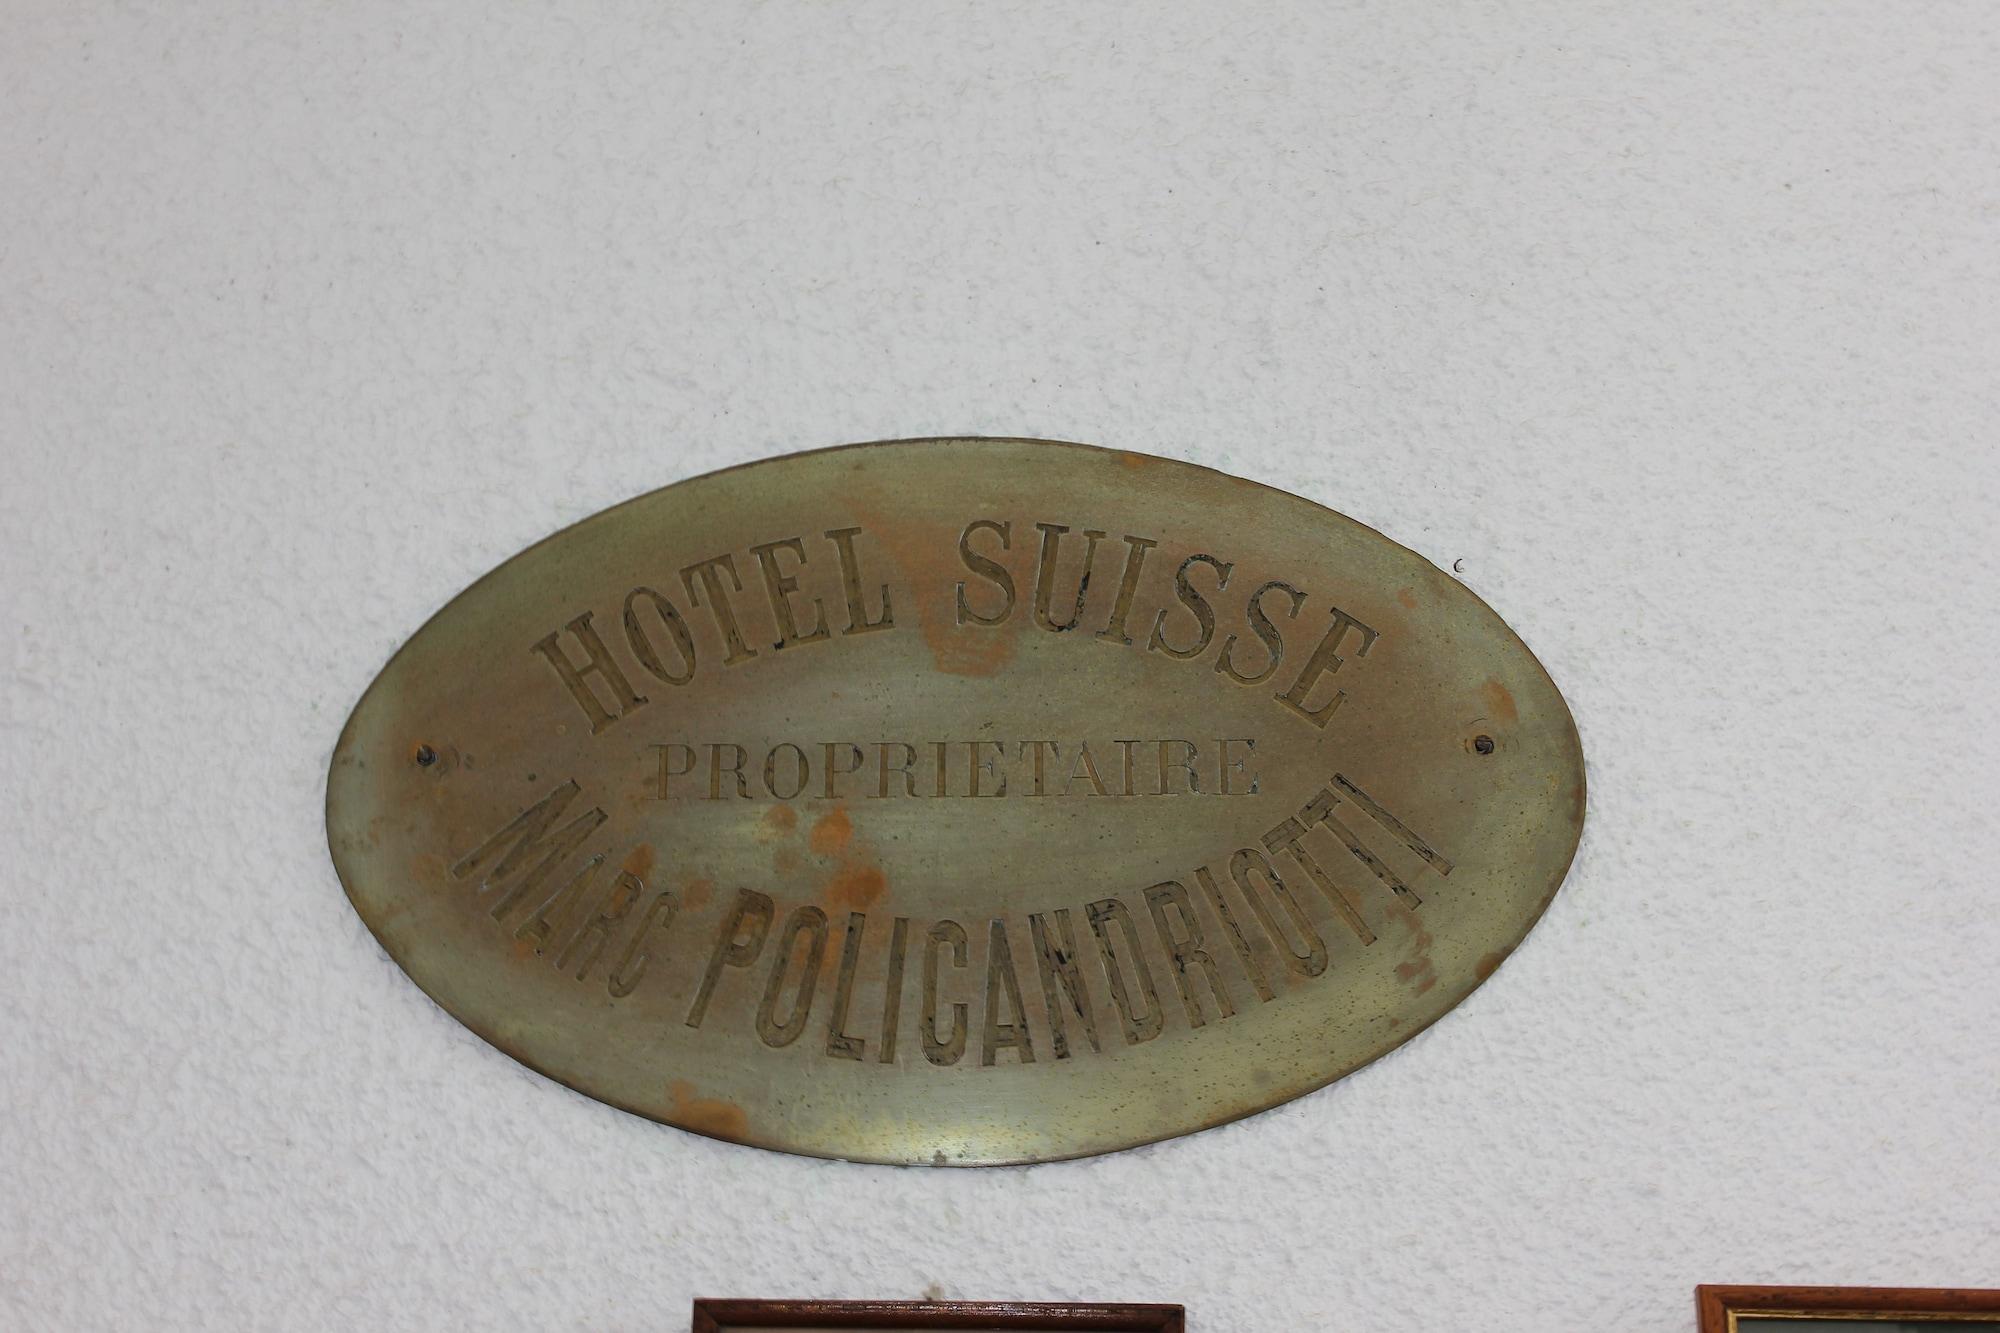 HOTEL SUISSE
PROPRIETAIRE
MARC POLICANDRIOTTI